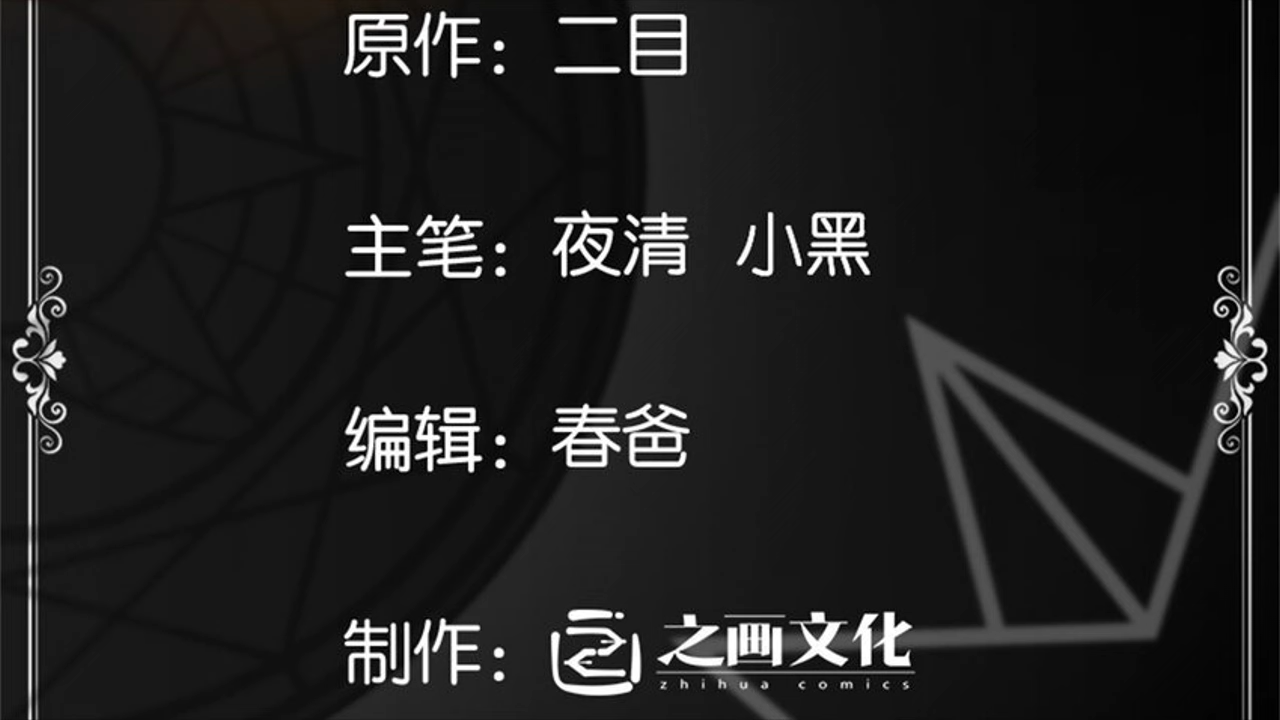 原作：二目
主笔：夜清 小黑
编辑：春爸
制作：之画文化
zhihua comics